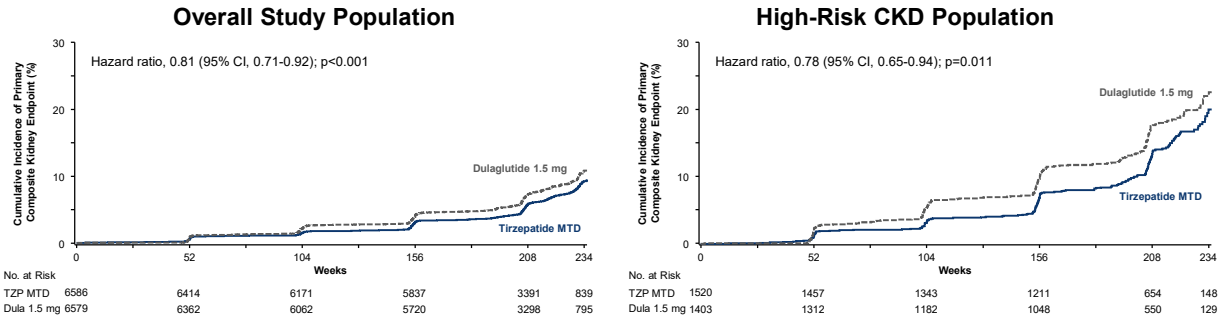 Overall Study Population
Cumulative Incidence of Primary
Composite Kidney Endpoint (%)
30
20
10
0
Hazard ratio, 0.81 (95% CI, 0.71-0.92); p<0.001
Dulaglutide 1.5 mg
Tirzepatide MTD
0 52 104 156 208 234
Weeks
No. at Risk
TZP MTD 6586 6414 6171 5837 3391 839
Dula 1.5 mg 6579 6362 6062 5720 3298 795
High-Risk CKD Population
Cumulative Incidence of Primary
Composite Kidney Endpoint (%)
30
20
10
0
Hazard ratio, 0.78 (95% CI, 0.65-0.94); p=0.011
Dulaglutide 1.5 mg
Tirzepatide MTD
0 52 104 156 208 234
Weeks
No. at Risk
TZP MTD 1520 1457 1343 1211 654 148
Dula 1.5 mg 1403 1312 1182 1048 550 129